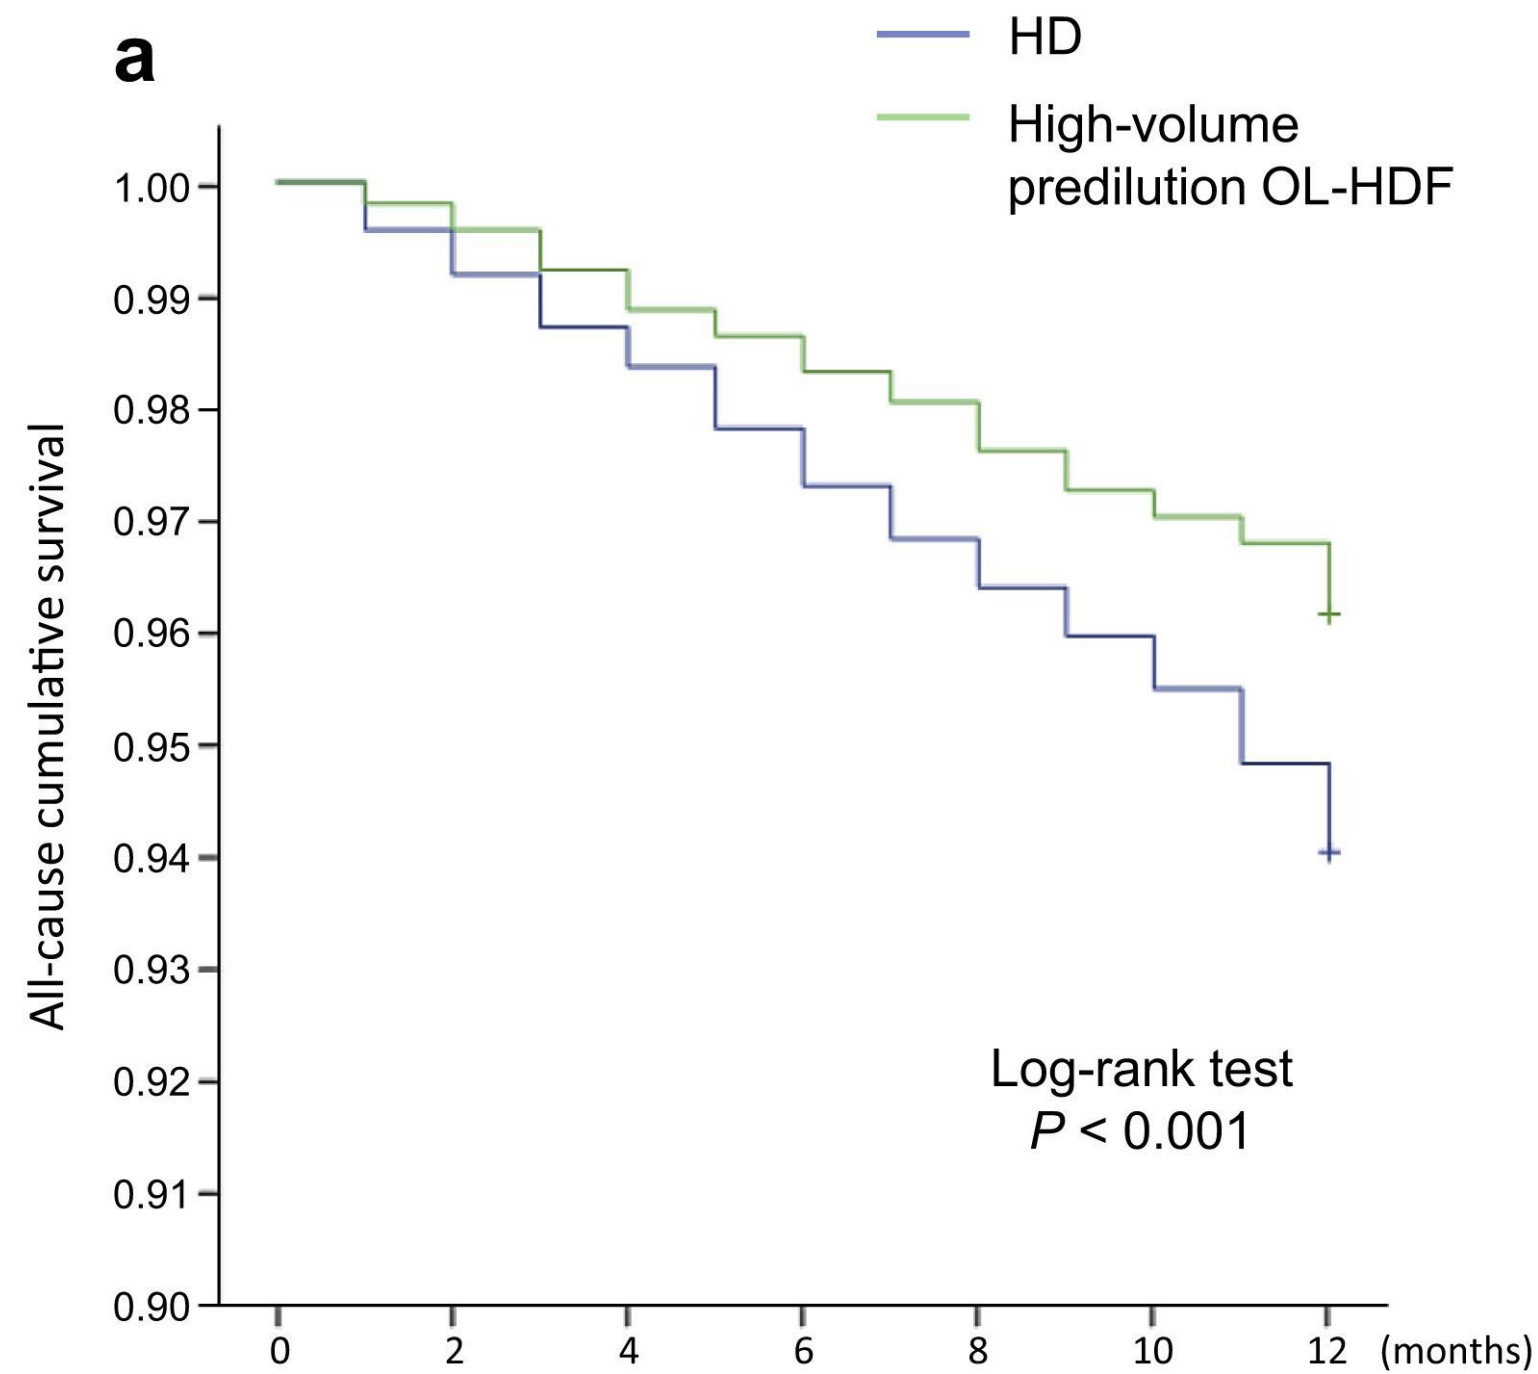 a
HD
High-volume
predilution OL-HDF
All-cause cumulative survival
1.00
0.99
0.98
0.97
0.96
0.95
0.94
0.93
0.92
0.91
0.90
Log-rank test
P < 0.001
0 2 4 6 8 10 12 (months)